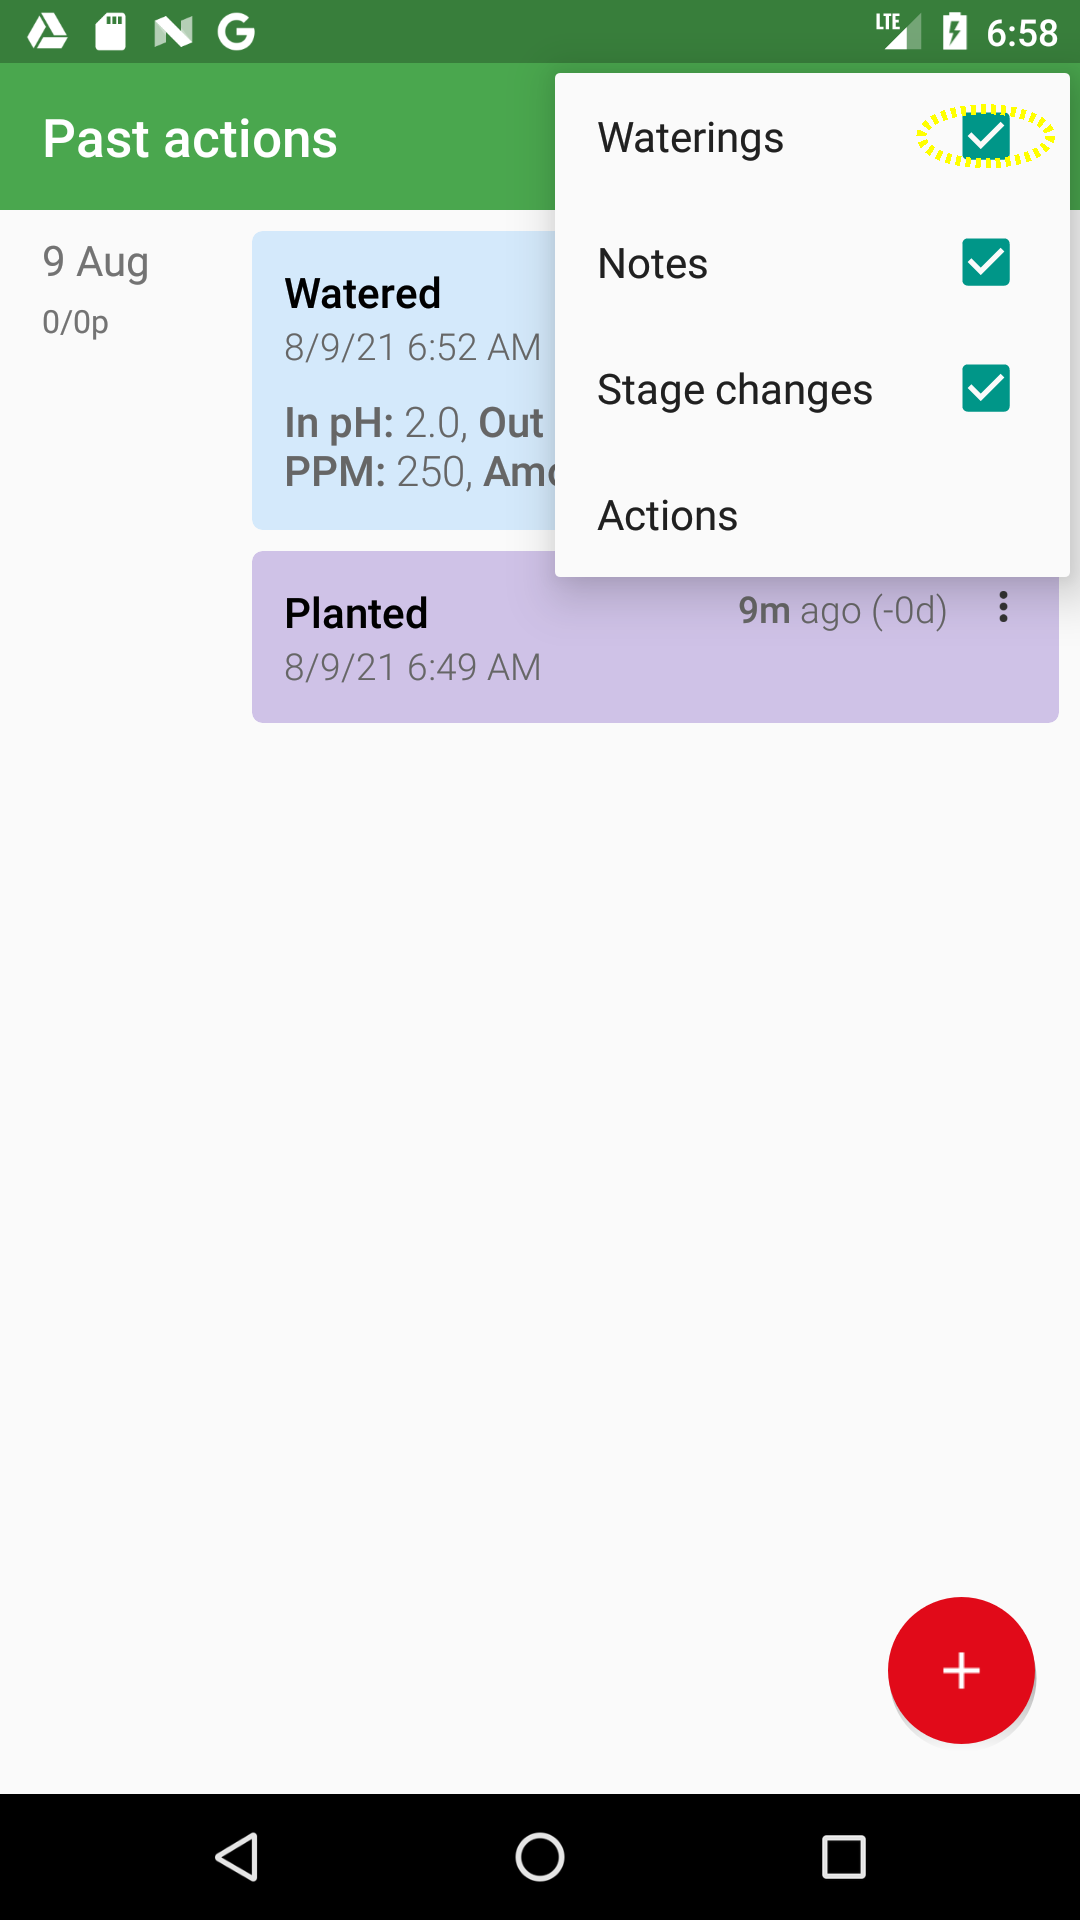 LTE 6:58
Past actions
Waterings
Notes
Stage changes
Actions
9 Aug
0/0p
Watered
8/9/21 6:52 AM
In pH: 2.0, Out
PPM: 250,
Planted
9m ago (-0d)
8/9/21 6:49 AM